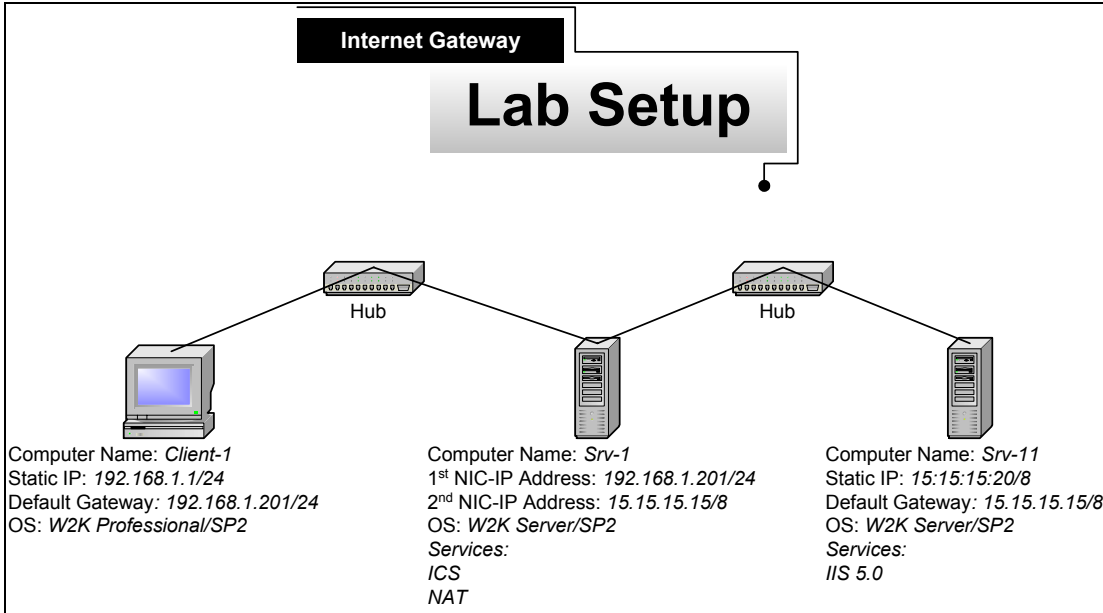 Internet Gateway
Lab Setup
Hub
Hub
Computer Name: Client-1
Static IP: 192.168.1.1/24
Default Gateway: 192.168.1.201/24
OS: W2K Professional/SP2
Computer Name: Srv-1
1st NIC-IP Address: 192.168.1.201/24
2nd NIC-IP Address: 15.15.15.15/8
OS: W2K Server/SP2
Services:
ICS
NAT
Computer Name: Srv-11
Static IP: 15:15:15:20/8
Default Gateway: 15.15.15.15/8
OS: W2K Server/SP2
Services:
IIS 5.0